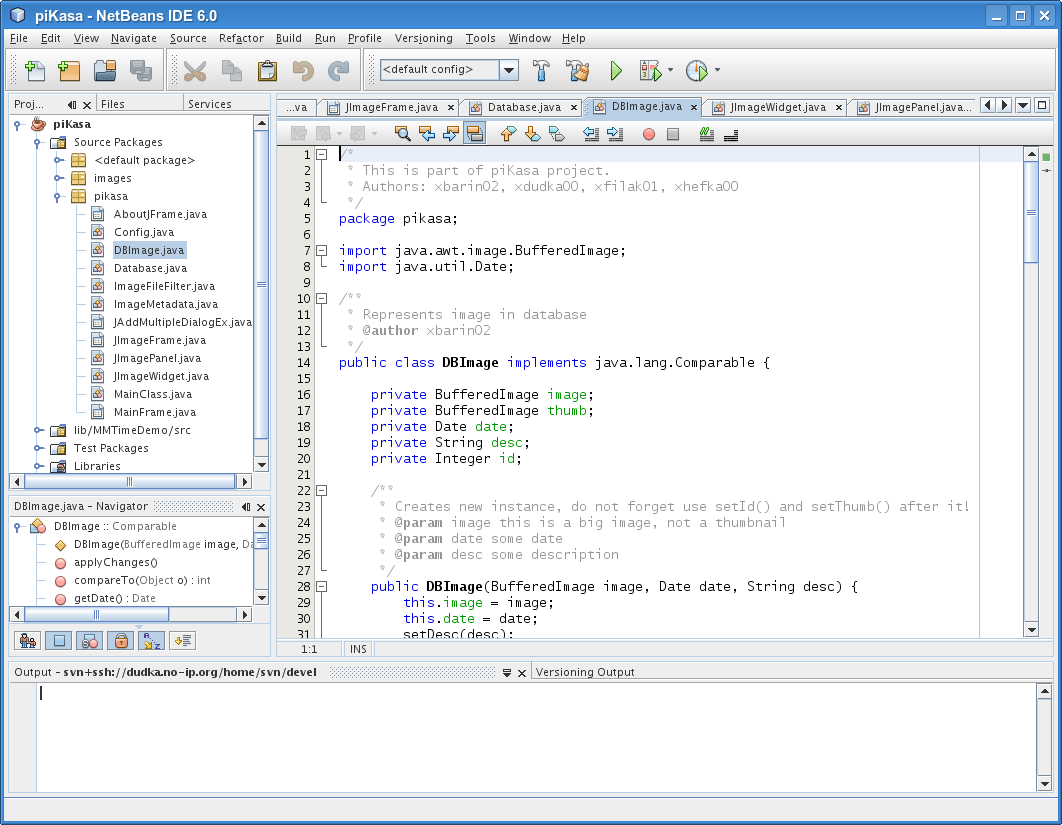 piKasa - NetBeans IDE 6.0
File Edit View Navigate Source Refactor Build Run Profile Versioning Tools Window Help
<default config>
Proj... Files Services
piKasa
Source Packages
<default package>
images
pikasa
AboutJFrame.java
Config.java
DBImage.java
Database.java
ImageFileFilter.java
ImageMetadata.java
JAddMultipleDialogEx.java
JImageFrame.java
JImagePanel.java
JImageWidget.java
MainClass.java
MainFrame.java
lib/MMTimeDemo/src
Test Packages
Libraries
DBImage.java - Navigator
DBImage :: Comparable
DBImage(BufferedImage image, Da
applyChanges()
compareTo(Object o) : int
getDate() : Date
...va JImageFrame.java Database.java DBImage.java JImageWidget.java JImagePanel.java...
1 /*
2 * This is part of piKasa project.
3 * Authors: xbarin02, xdudka00, xfilak01, xhefka00
4 */
5 package pikasa;
6
7 import java.awt.image.BufferedImage;
8 import java.util.Date;
9
10 /**
11 * Represents image in database
12 * @author xbarin02
13 */
14 public class DBImage implements java.lang.Comparable {
15
16 private BufferedImage image;
17 private BufferedImage thumb;
18 private Date date;
19 private String desc;
20 private Integer id;
21
22 /**
23 * Creates new instance, do not forget use setId() and setThumb() after it!
24 * @param image this is a big image, not a thumbnail
25 * @param date some date
26 * @param desc some description
27 */
28 public DBImage(BufferedImage image, Date date, String desc) {
29 this.image = image;
30 this.date = date;
31 setDesc(desc);
1:1 INS
Output - svn+ssh://dudka.no-ip.org/home/svn/devel Versioning Output